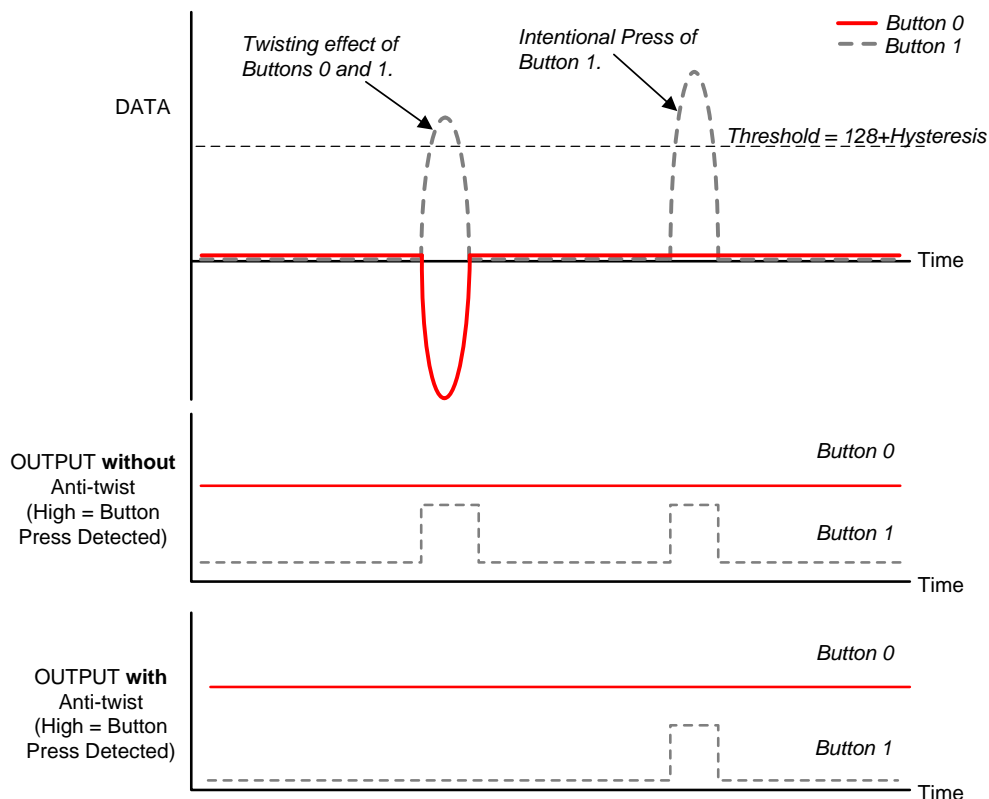 Button 0
Button 1
Twisting effect of
Buttons 0 and 1.
Intentional Press of
Button 1.
DATA
Threshold = 128+Hysteresis
Time
OUTPUT without
Anti-twist
(High = Button
Press Detected)
Button 0
Button 1
Time
OUTPUT with
Anti-twist
(High = Button
Press Detected)
Button 0
Button 1
Time